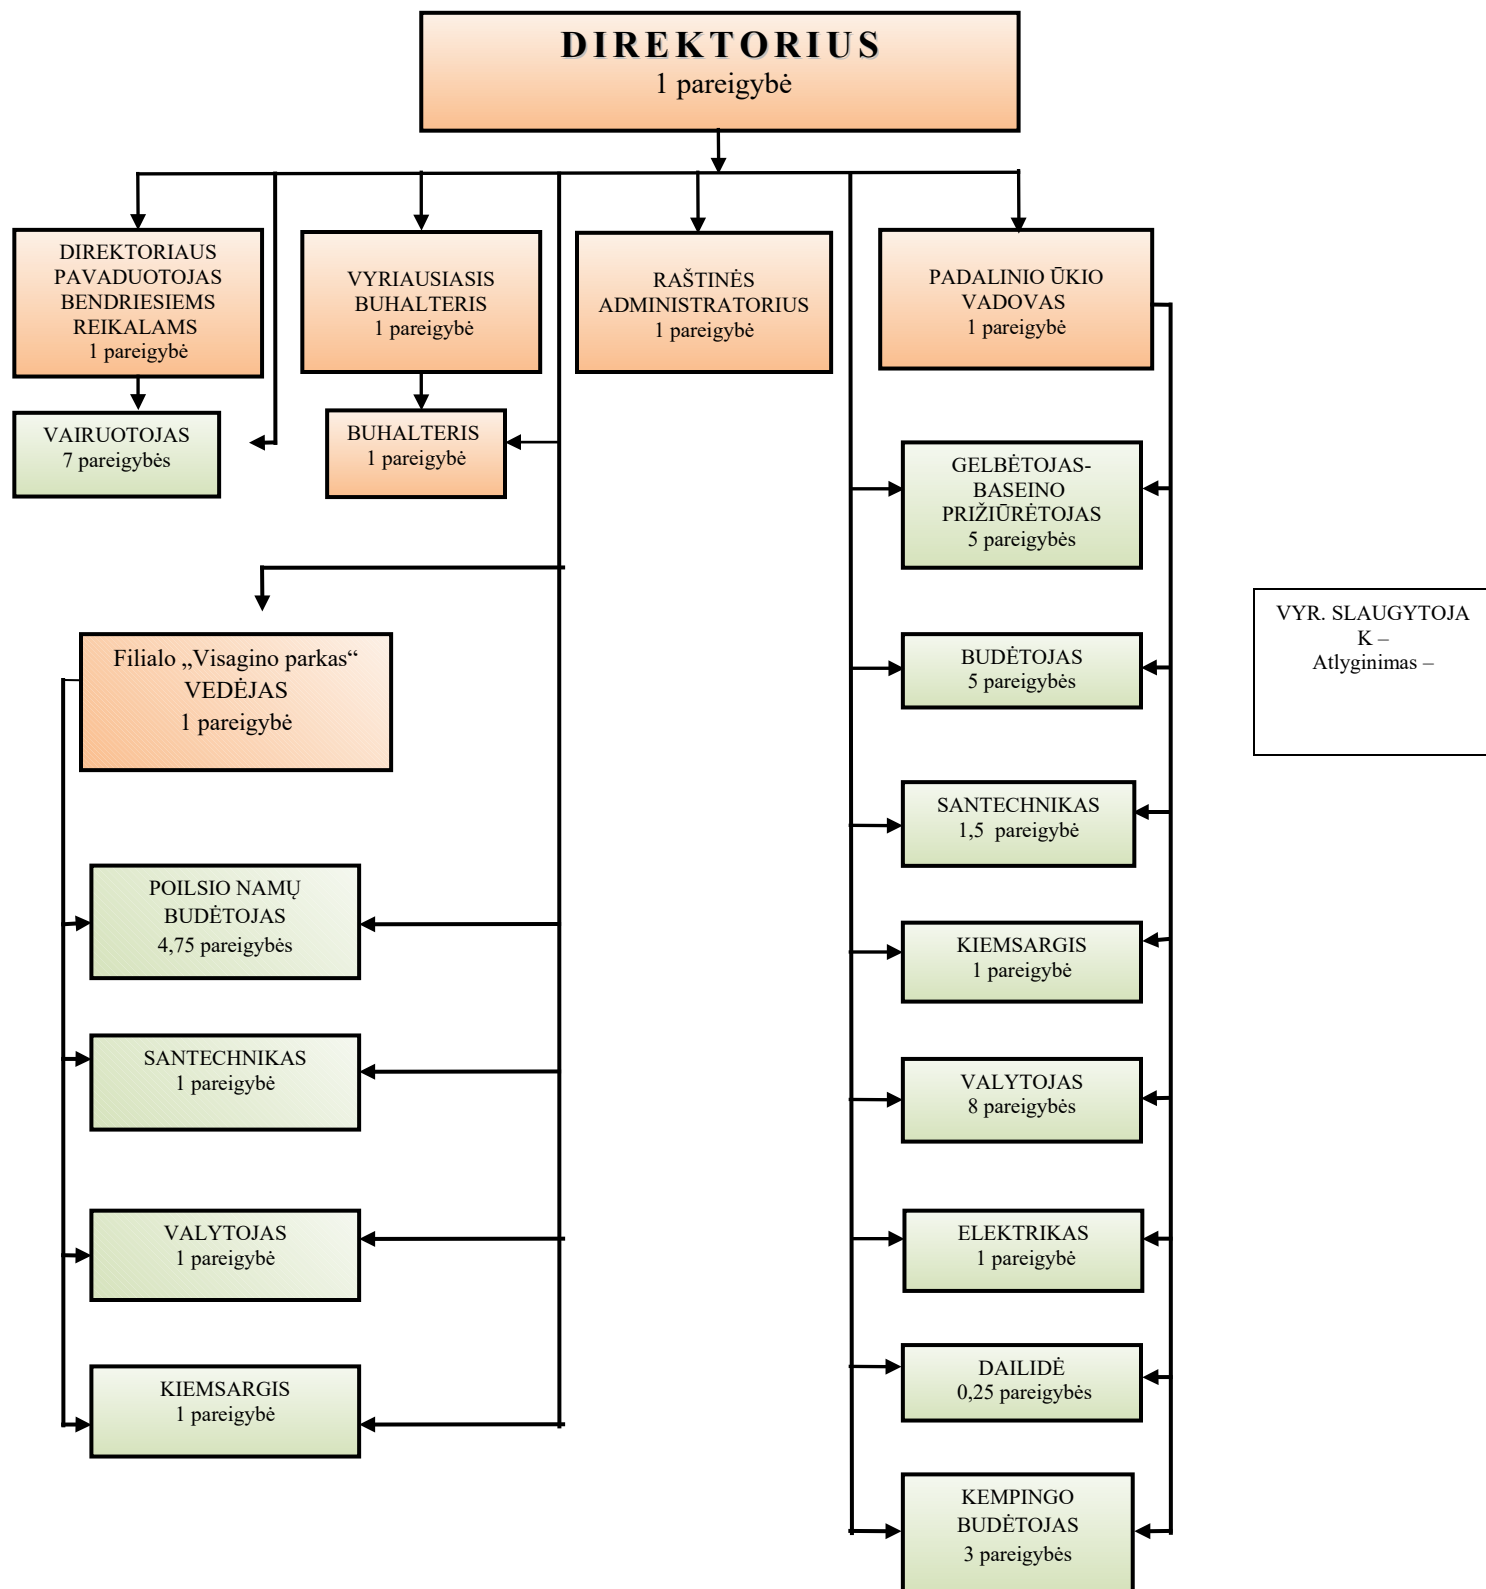 DIREKTORIUS
1 pareigybė
DIREKTORIAUS
PAVADUOTOJAS
BENDRIESIEMS
REIKALAMS
1 pareigybė
VYRIAUSIASIS
BUHALTERIS
1 pareigybė
RAŠTINĖS
ADMINISTRATORIUS
1 pareigybė
PADALINIO ŪKIO
VADOVAS
1 pareigybė
VAIRUOTOJAS
7 pareigybės
BUHALTERIS
1 pareigybė
GELBĖTOJAS-
BASEINO
PRIŽIŪRĖTOJAS
5 pareigybės
VYR. SLAUGYTOJA
K –
Atlyginimas –
Filialo „Visagino parkas“
VEDĖJAS
1 pareigybė
BUDĖTOJAS
5 pareigybės
SANTECHNIKAS
1,5 pareigybė
POILSIO NAMŲ
BUDĖTOJAS
4,75 pareigybės
KIEMSARGIS
1 pareigybė
SANTECHNIKAS
1 pareigybė
VALYTOJAS
8 pareigybės
VALYTOJAS
1 pareigybė
ELEKTRIKAS
1 pareigybė
KIEMSARGIS
1 pareigybė
DAILIDĖ
0,25 pareigybės
KEMPINGO
BUDĖTOJAS
3 pareigybės